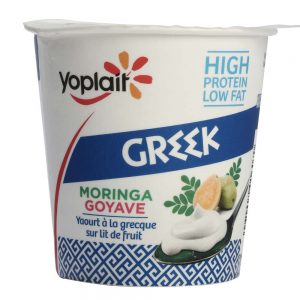 Yoplait
HIGH
PROTEIN
LOW FAT
GREEK
MORINGA
GOYAVE
Yaourt à la grecque
sur lit de fruit